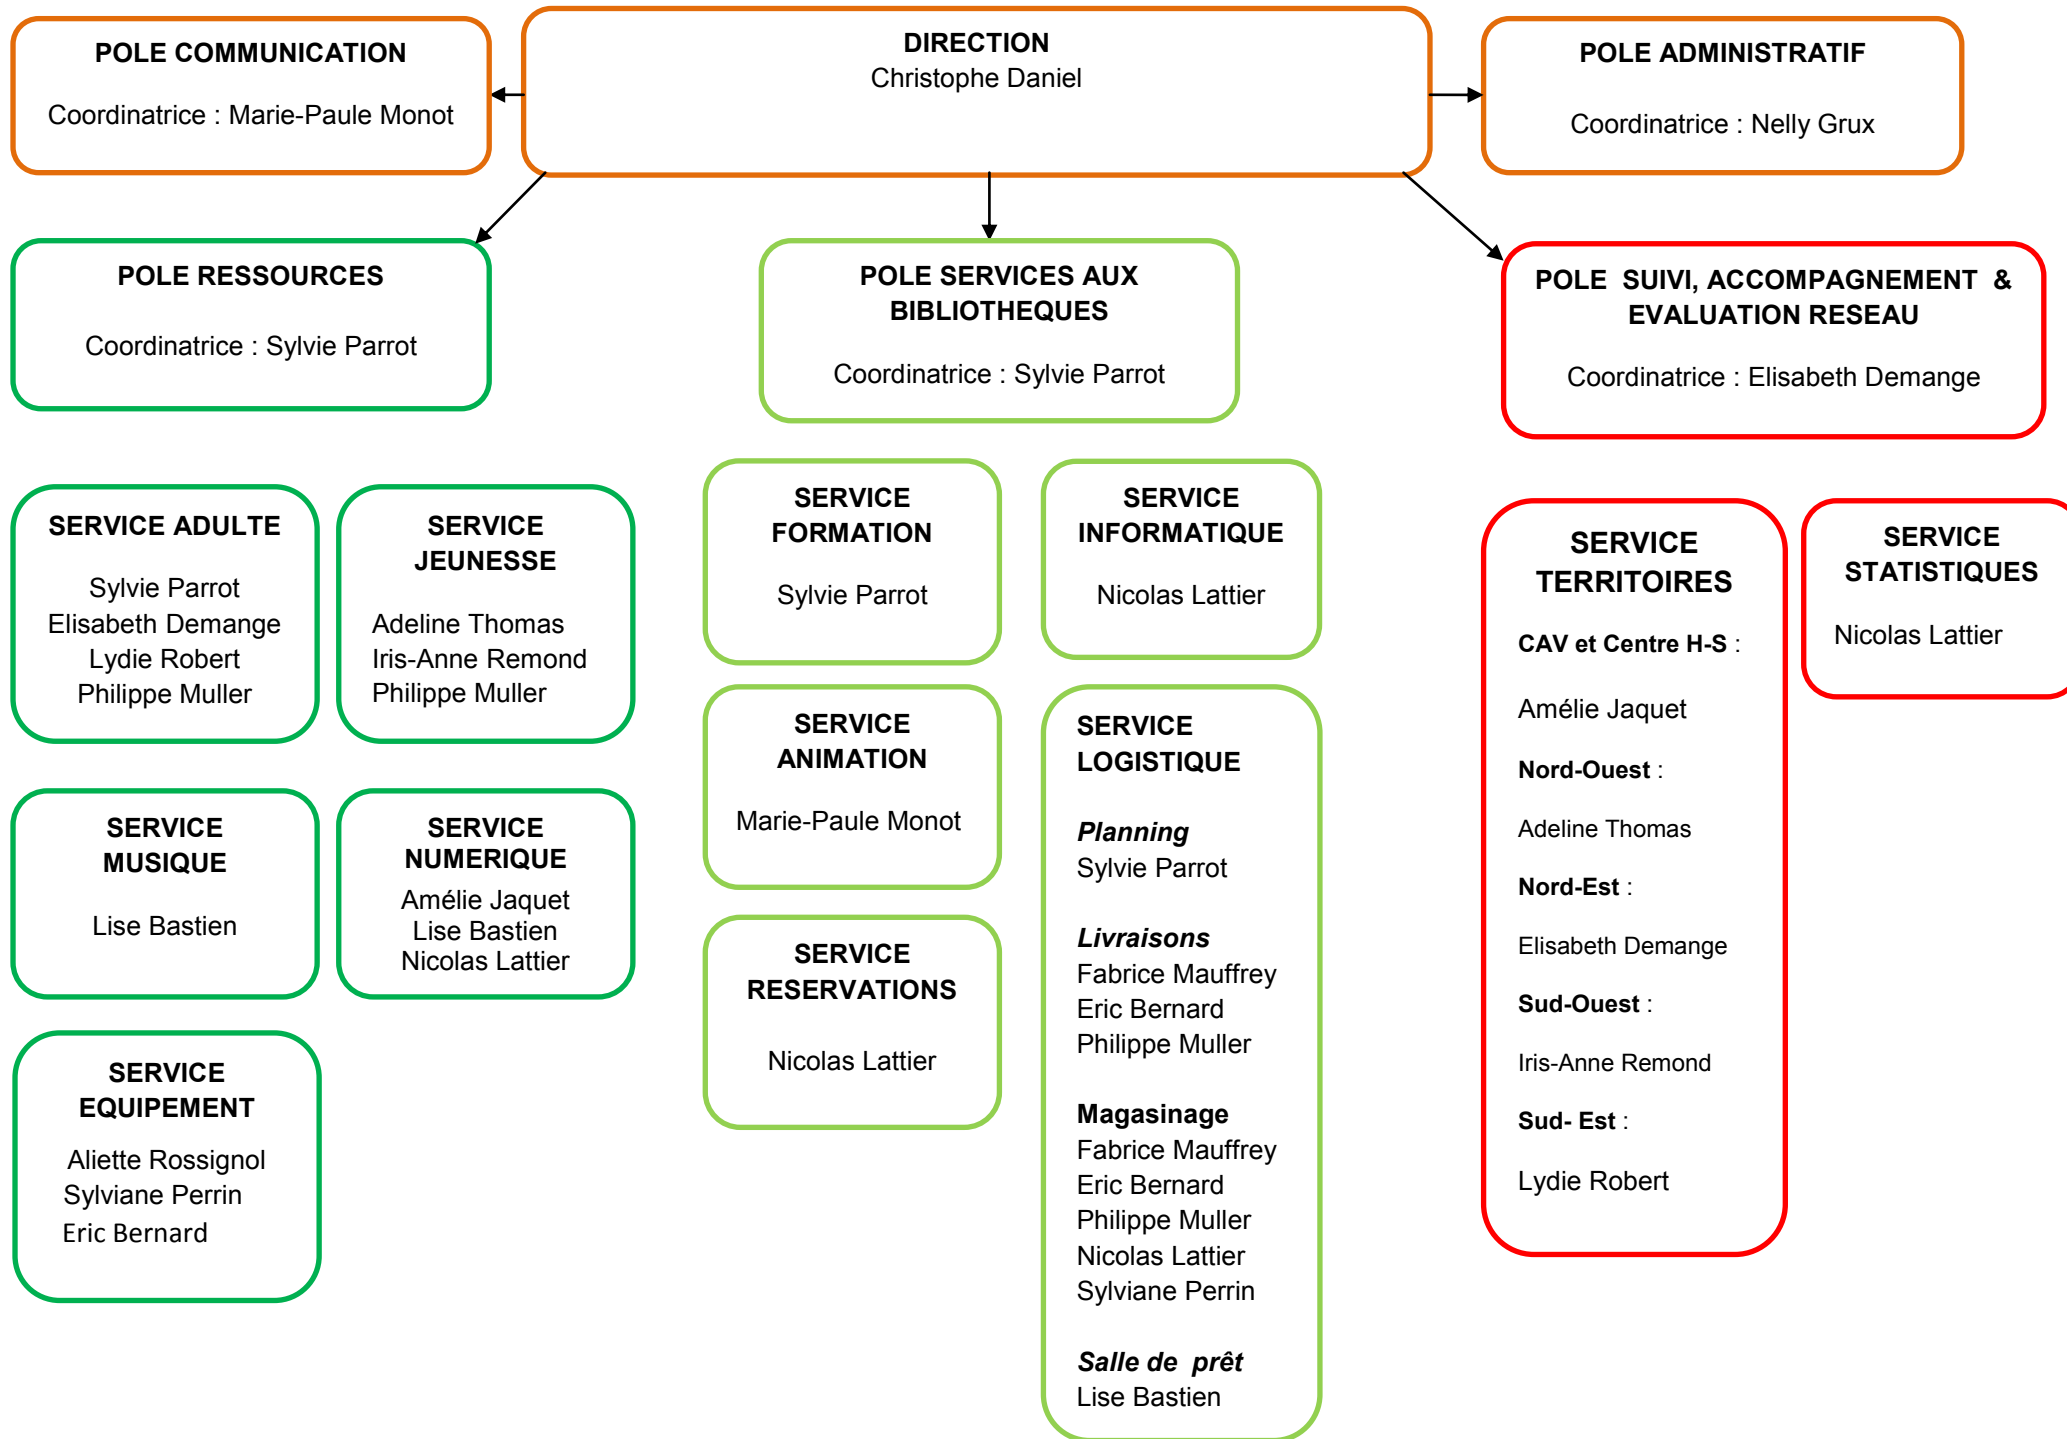 POLE COMMUNICATION
Coordinatrice : Marie-Paule Monot
DIRECTION
Christophe Daniel
POLE ADMINISTRATIF
Coordinatrice : Nelly Grux
POLE RESSOURCES
Coordinatrice : Sylvie Parrot
POLE SERVICES AUX
BIBLIOTHEQUES
Coordinatrice : Sylvie Parrot
POLE SUIVI, ACCOMPAGNEMENT &
EVALUATION RESEAU
Coordinatrice : Elisabeth Demange
SERVICE ADULTE
Sylvie Parrot
Elisabeth Demange
Lydie Robert
Philippe Muller
SERVICE
JEUNESSE
Adeline Thomas
Iris-Anne Remond
Philippe Muller
SERVICE
MUSIQUE
Lise Bastien
SERVICE
NUMERIQUE
Amélie Jaquet
Lise Bastien
Nicolas Lattier
SERVICE
EQUIPEMENT
Aliette Rossignol
Sylviane Perrin
Eric Bernard
SERVICE
FORMATION
Sylvie Parrot
SERVICE
INFORMATIQUE
Nicolas Lattier
SERVICE
ANIMATION
Marie-Paule Monot
SERVICE
RESERVATIONS
Nicolas Lattier
SERVICE
LOGISTIQUE
Planning
Sylvie Parrot
Livraisons
Fabrice Mauffrey
Eric Bernard
Philippe Muller
Magasinage
Fabrice Mauffrey
Eric Bernard
Philippe Muller
Nicolas Lattier
Sylviane Perrin
Salle de prêt
Lise Bastien
SERVICE
TERRITOIRES
CAV et Centre H-S :
Amélie Jaquet
Nord-Ouest :
Adeline Thomas
Nord-Est :
Elisabeth Demange
Sud-Ouest :
Iris-Anne Remond
Sud- Est :
Lydie Robert
SERVICE
STATISTIQUES
Nicolas Lattier